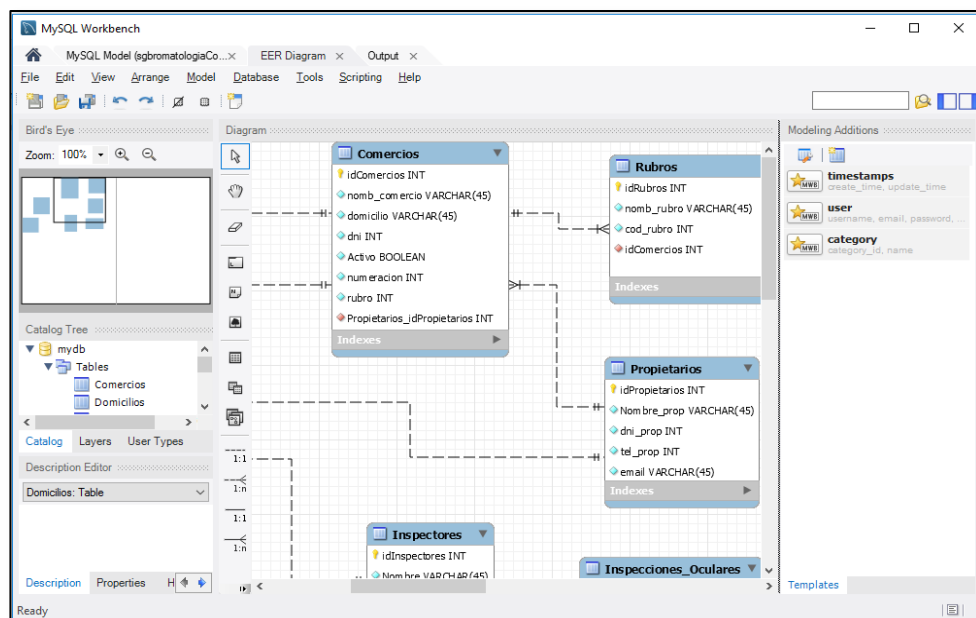 MySQL Workbench
MySQL Model (sgbromatologiaCo...× EER Diagram × Output ×
File Edit View Arrange Model Database Tools Scripting Help
Bird's Eye
Zoom: 100%
Catalog Tree
mydb
Tables
Comercios
Domicilios
Catalog Layers User Types
Description Editor
Domicilios: Table
Description Properties H
Ready
1:1
1:n
1:1
1:n
Diagram
Comercios
idComercios INT
nomb_comercio VARCHAR(45)
domicilio VARCHAR(45)
dni INT
Activo BOOLEAN
numeracion INT
rubro INT
Propietarios_idPropietarios INT
Indexes
Rubros
idRubros INT
nomb_rubro VARCHAR(45)
cod_rubro INT
idComercios INT
Indexes
Propietarios
idPropietarios INT
Nombre_prop VARCHAR(45)
dni_prop INT
tel_prop INT
email VARCHAR(45)
Indexes
Inspectores
idInspectores INT
Nombre VARCHAR(45)
Inspecciones_Oculares
Modeling Additions
MWB
timestamps
create_time, update_time
MWB
user
username, email, password, ...
MWB
category
category_id, name
Templates